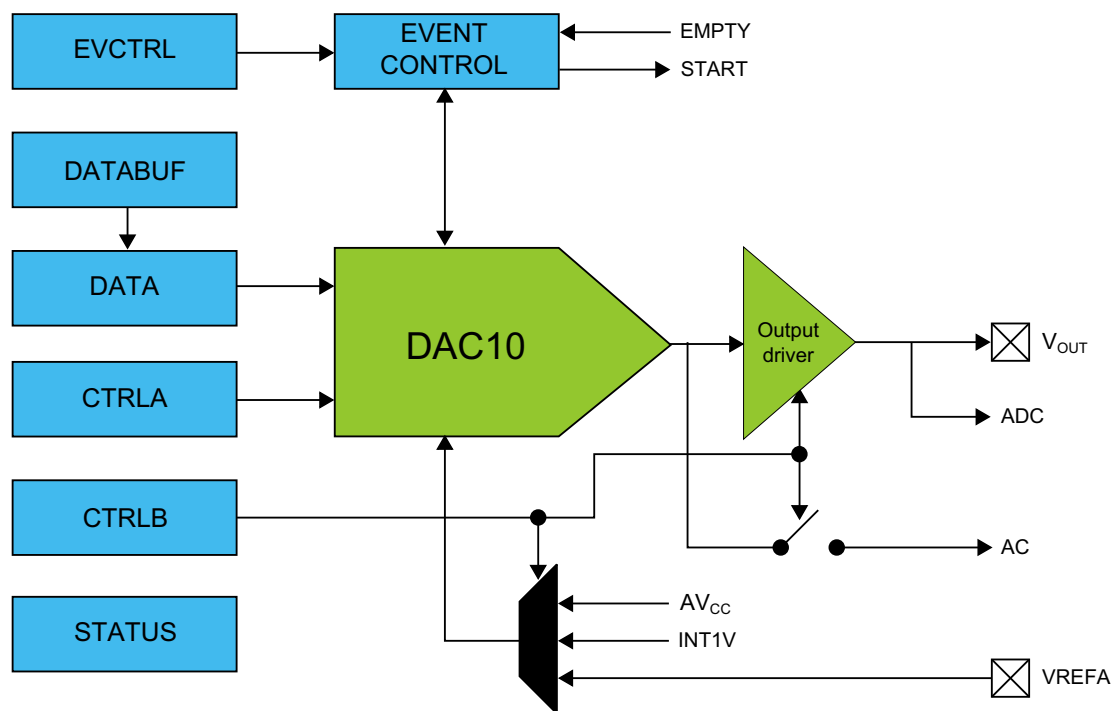 EVCTRL
EVENT
CONTROL
EMPTY
START
DATABUF
DATA
DAC10
Output
driver
VOUT
CTRLA
ADC
CTRLB
AC
AVCC
STATUS
INT1V
VREFA